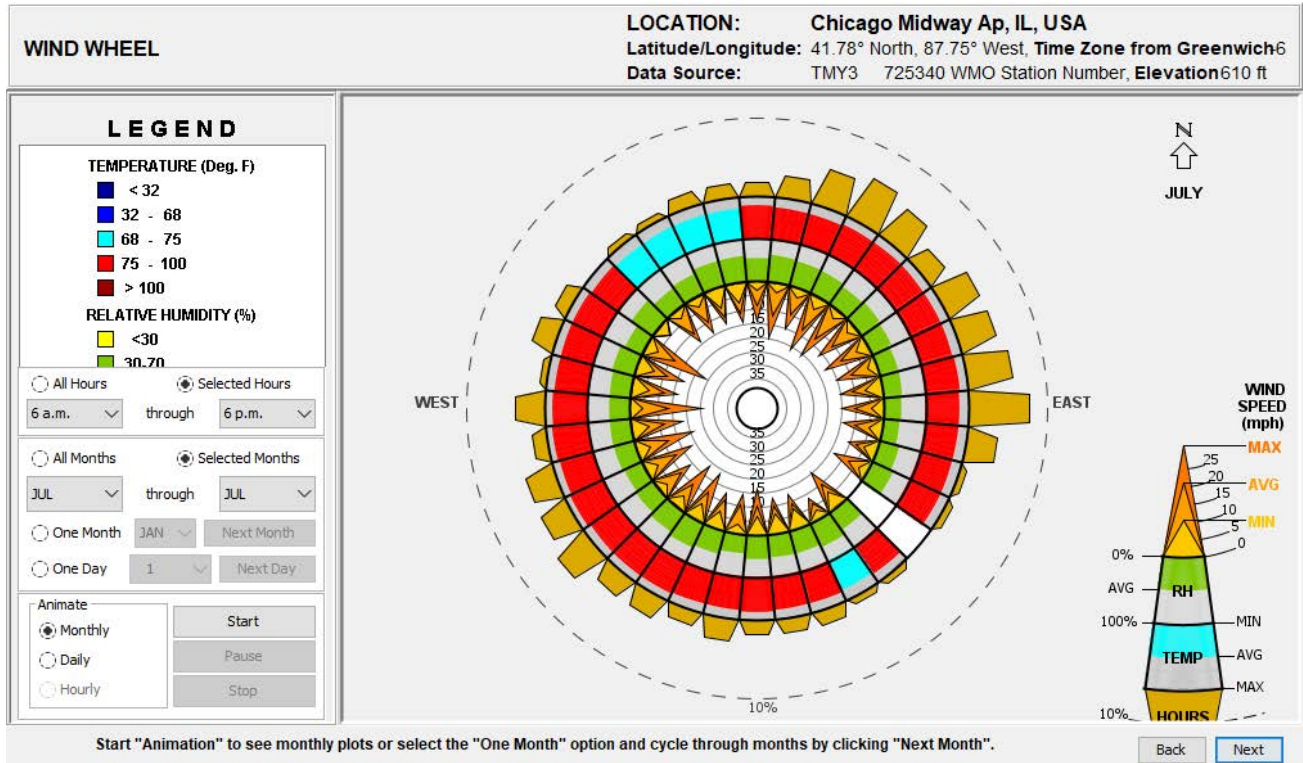 WIND WHEEL
LOCATION: Chicago Midway Ap, IL, USA
Latitude/Longitude: 41.78° North, 87.75° West, Time Zone from Greenwich-6
Data Source: TMY3 725340 WMO Station Number, Elevation 610 ft
LEGEND
TEMPERATURE (Deg. F)
< 32
32 - 68
68 - 75
75 - 100
> 100
RELATIVE HUMIDITY (%)
<30
30-70
All Hours Selected Hours
6 a.m. through 6 p.m.
All Months Selected Months
JUL through JUL
One Month JAN Next Month
One Day 1 Next Day
Animate
Monthly
Daily
Hourly
Start
Pause
Stop
N
JULY
WEST
EAST
15
20
25
30
35
35
30
25
20
15
10
10%
WIND
SPEED
(mph)
MAX
25
20
AVG
15
10
MIN
5
0
0%
AVG
RH
100%
MIN
TEMP
AVG
MAX
10%
HOURS
Start "Animation" to see monthly plots or select the "One Month" option and cycle through months by clicking "Next Month".
Back Next